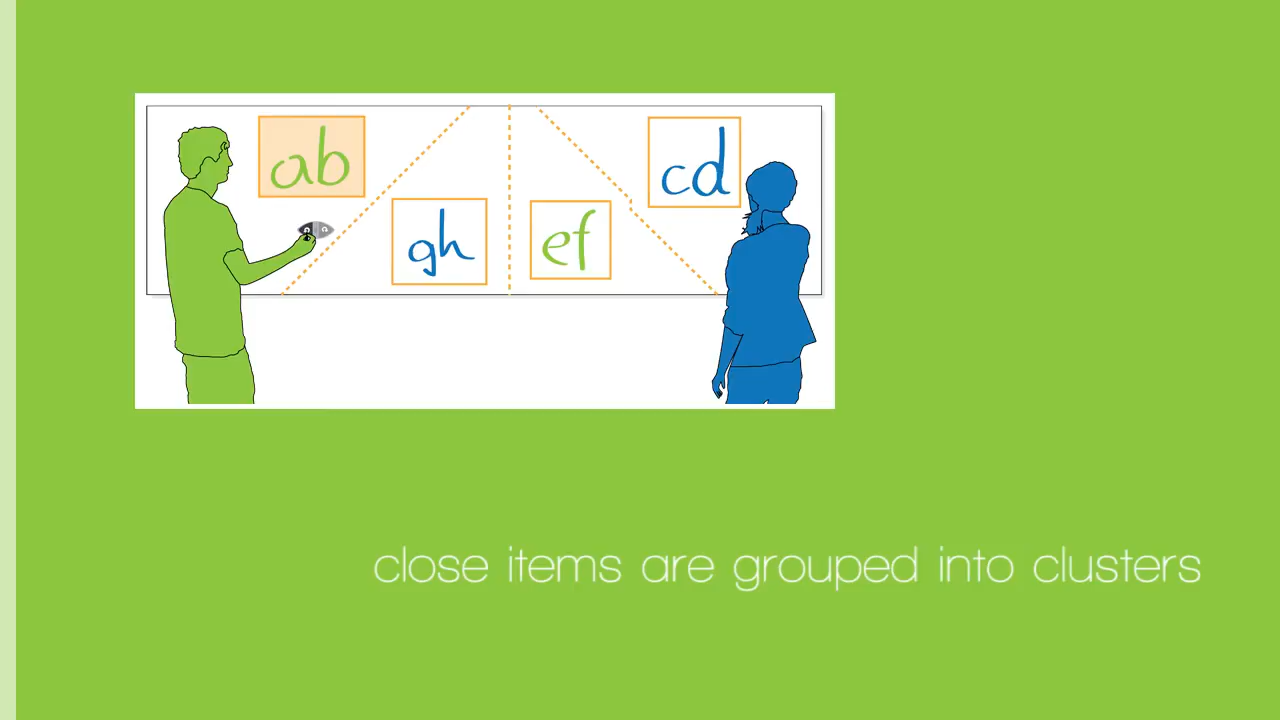 ab
cd
gh
ef
close items are grouped into clusters